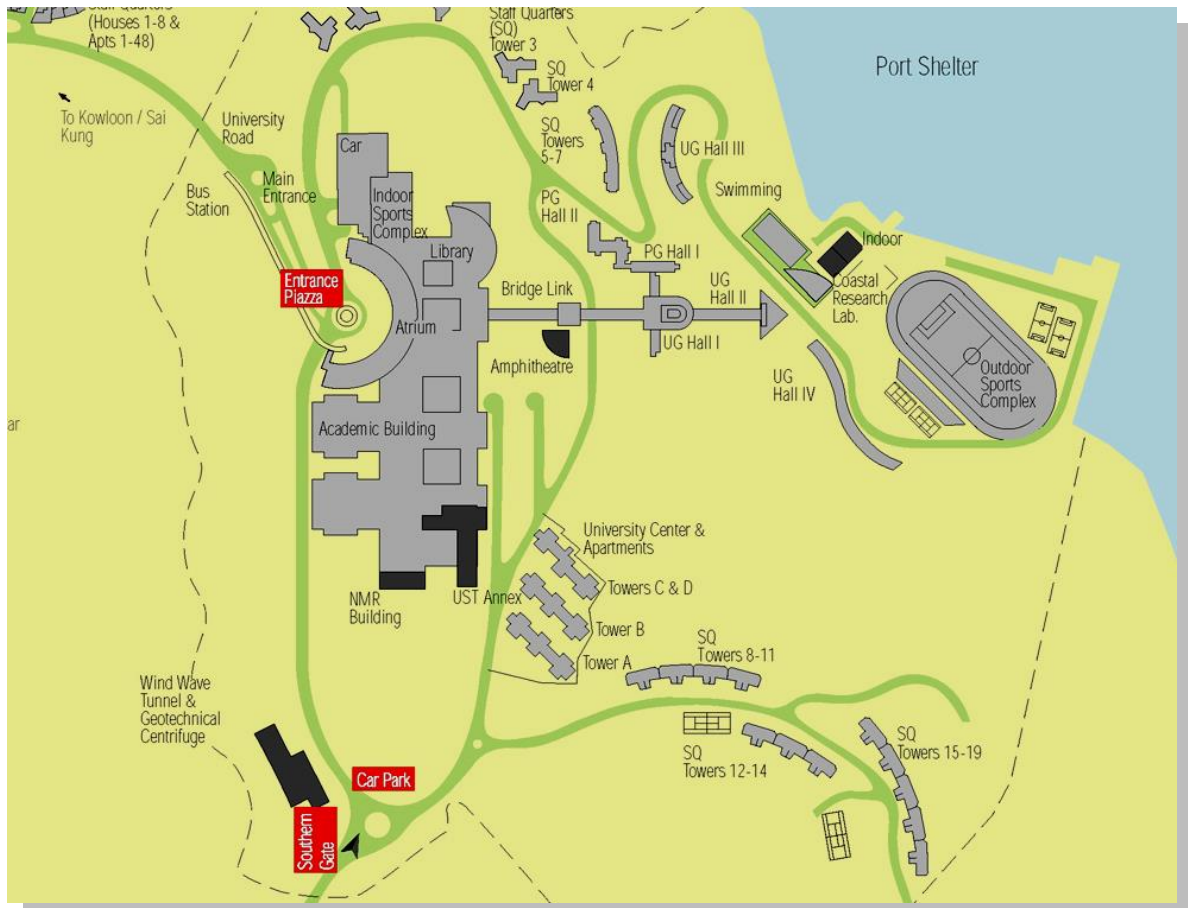 Staff Quarters
(Houses 1-8 &
Apts 1-48)
Staff Quarters
(SQ)
Tower 3
SQ
Tower 4
Port Shelter
To Kowloon / Sai
Kung
University
Road
Car
SQ
Towers
5-7
UG Hall III
Bus
Station
Main
Entrance
Indoor
Sports
Complex
PG
Hall II
Swimming
Library
PG Hall I
Indoor
Entrance
Piazza
Bridge Link
UG
Hall II
Coastal
Research
Lab.
Atrium
UG Hall I
Amphitheatre
UG
Hall IV
Outdoor
Sports
Complex
ar
Academic Building
University Center &
Apartments
NMR
Building
UST Annex
Towers C & D
Tower B
Tower A
SQ
Towers 8-11
Wind Wave
Tunnel &
Geotechnical
Centrifuge
SQ
Towers 12-14
SQ
Towers 15-19
Car Park
Southern
Gate